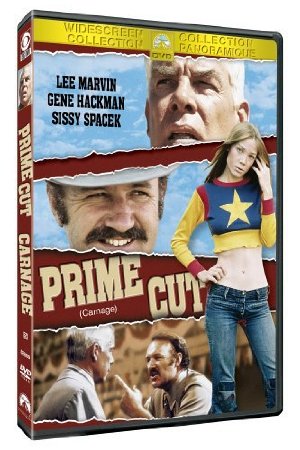 WIDESCREEN COLLECTION
COLLECTION PANORAMIQUE
DVD
LEE MARVIN
GENE HACKMAN
SISSY SPACEK
PRIME CUT
(Carnage)
PRIME CUT CARNAGE
DVD